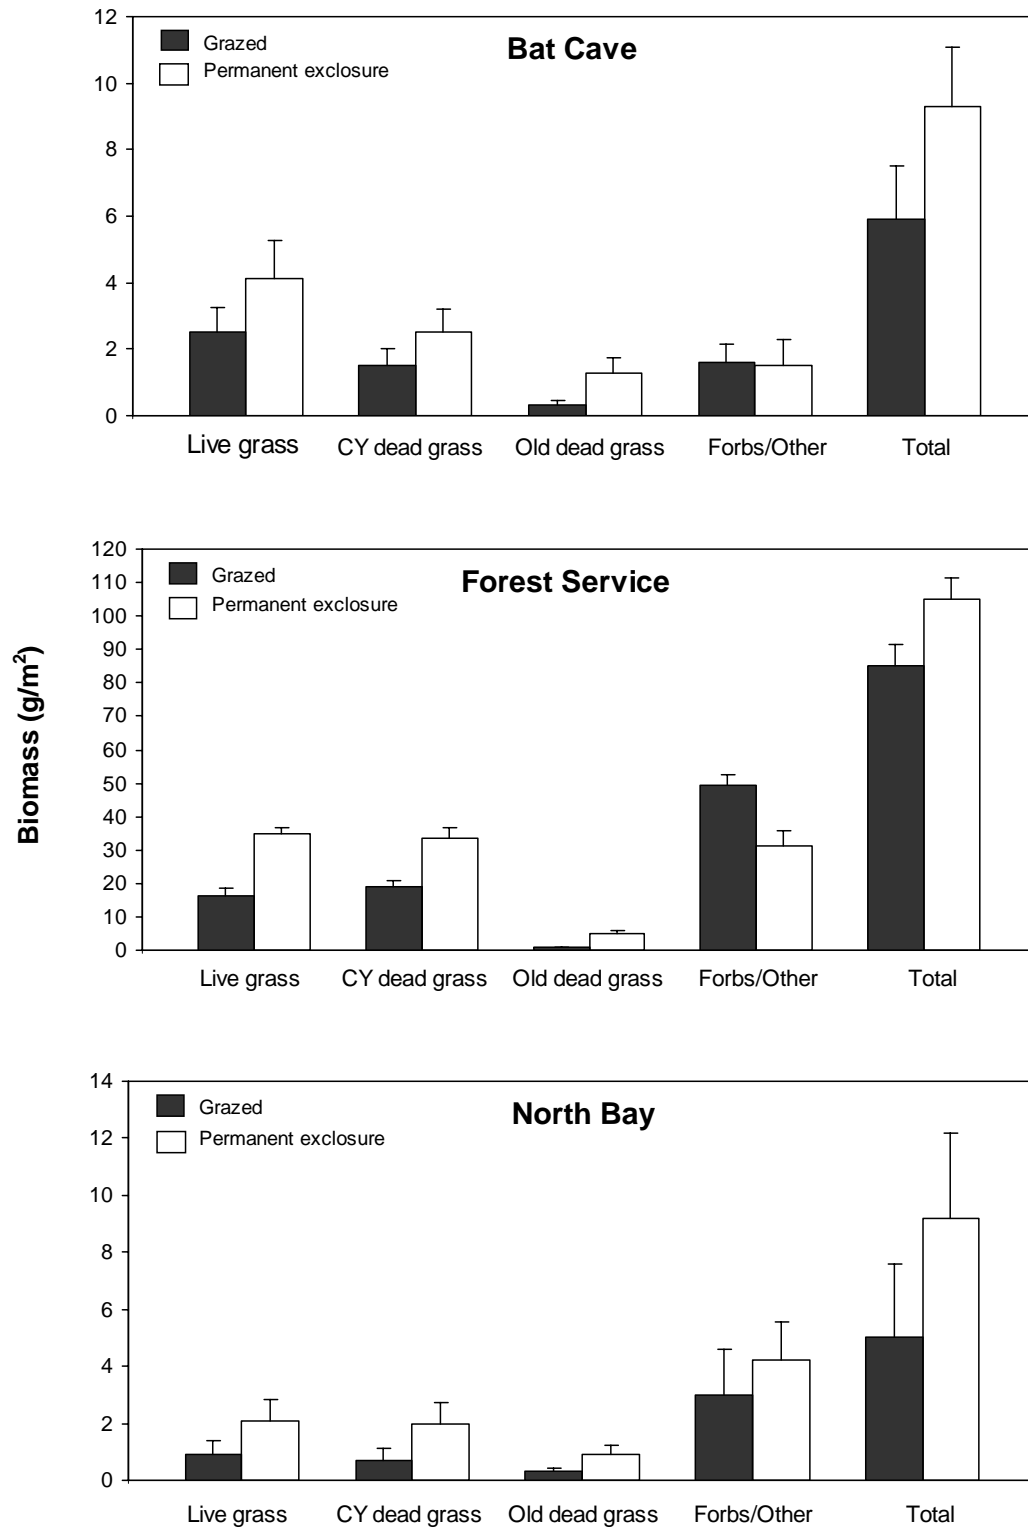 12
10
8
6
4
2
0
Grazed
Permanent exclosure
Bat Cave
Live grass CY dead grass Old dead grass Forbs/Other Total
Biomass (g/m²)
120
110
100
90
80
70
60
50
40
30
20
10
0
Grazed
Permanent exclosure
Forest Service
Live grass CY dead grass Old dead grass Forbs/Other Total
14
12
10
8
6
4
2
0
Grazed
Permanent exclosure
North Bay
Live grass CY dead grass Old dead grass Forbs/Other Total